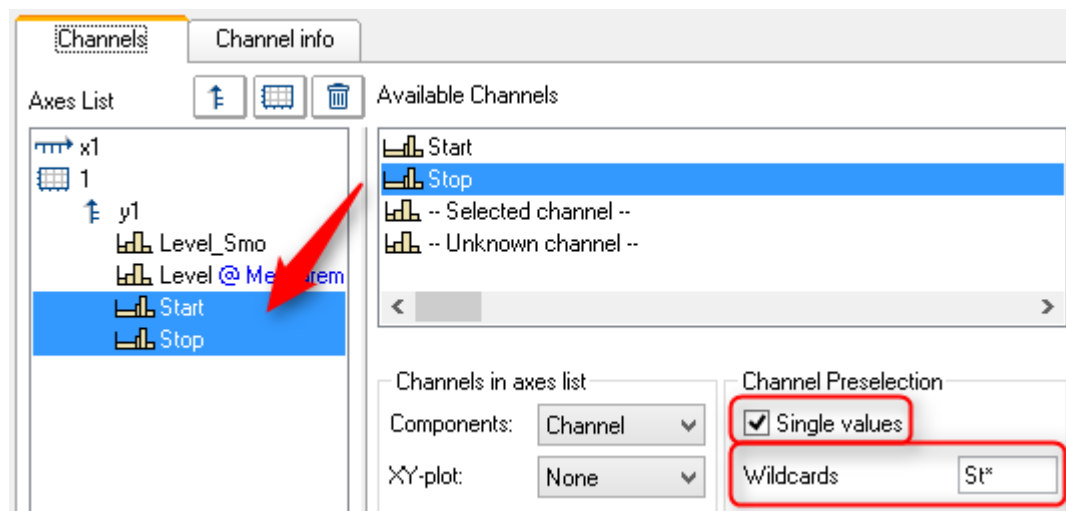 Channels
Channel info
Axes List
Available Channels
x1
1
y1
Level_Smo
Level @
Start
Stop
Start
Stop
-- Selected channel --
-- Unknown channel --
Channels in axes list
Components: Channel
XY-plot: None
Channel Preselection
Single values
Wildcards St*